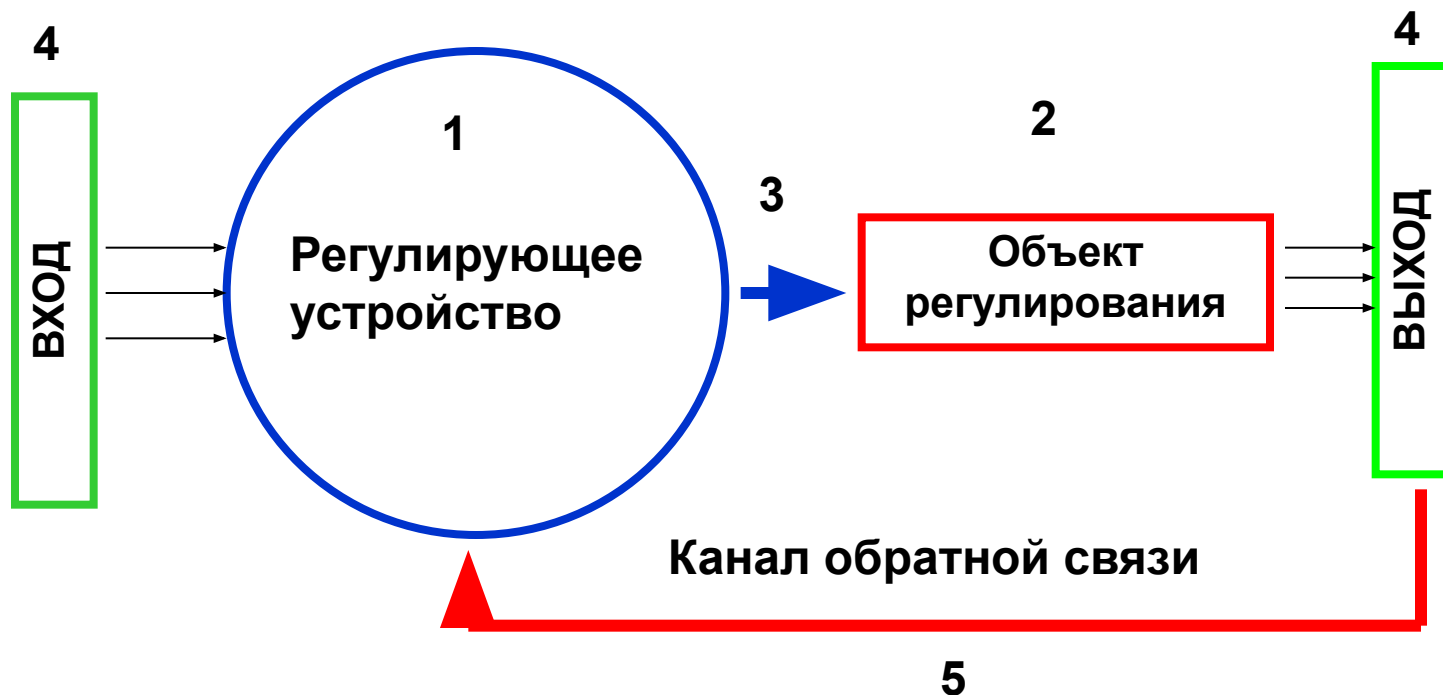 4
4
1
2
3
ВХОД
Регулирующее
устройство
Объект
регулирования
ВЫХОД
Канал обратной связи
5